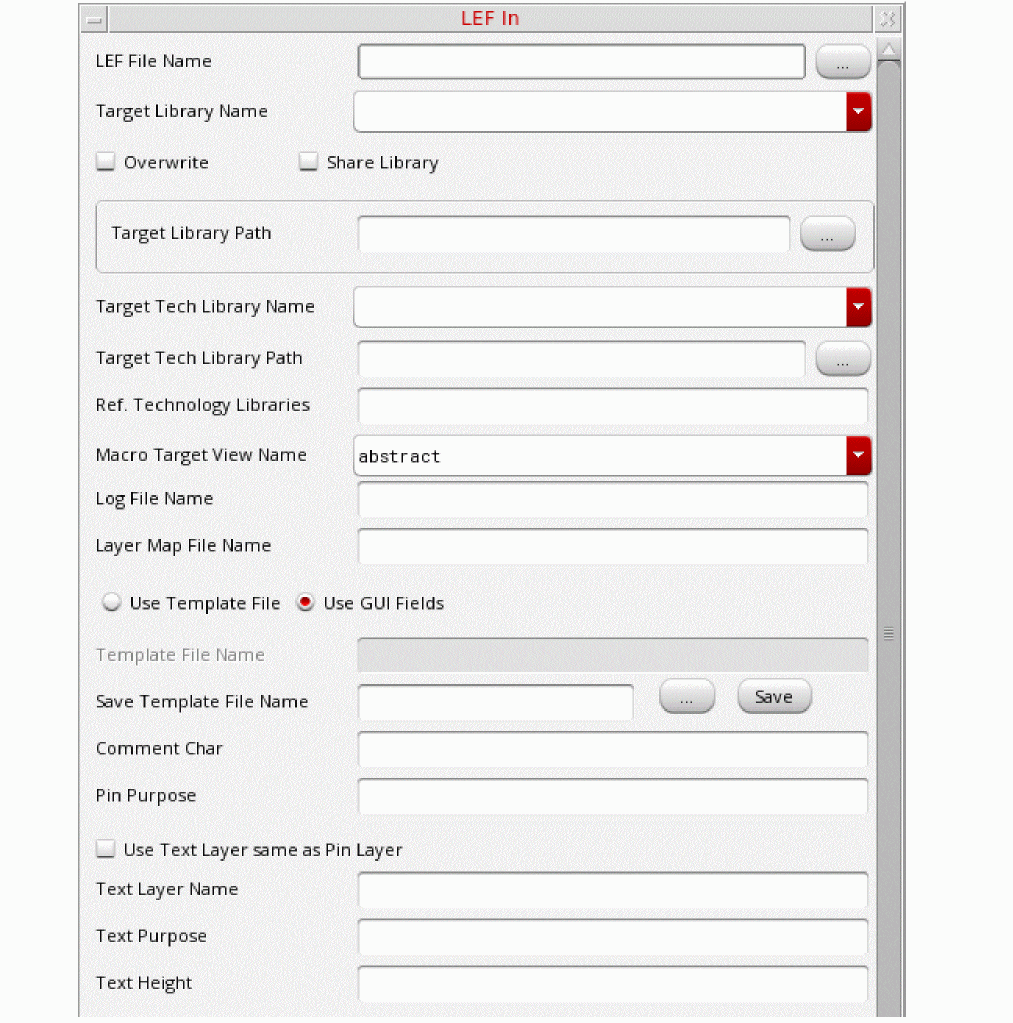 LEF In
LEF File Name ...
Target Library Name
Overwrite Share Library
Target Library Path ...
Target Tech Library Name
Target Tech Library Path ...
Ref. Technology Libraries
Macro Target View Name abstract
Log File Name
Layer Map File Name
Use Template File Use GUI Fields
Template File Name
Save Template File Name ... Save
Comment Char
Pin Purpose
Use Text Layer same as Pin Layer
Text Layer Name
Text Purpose
Text Height